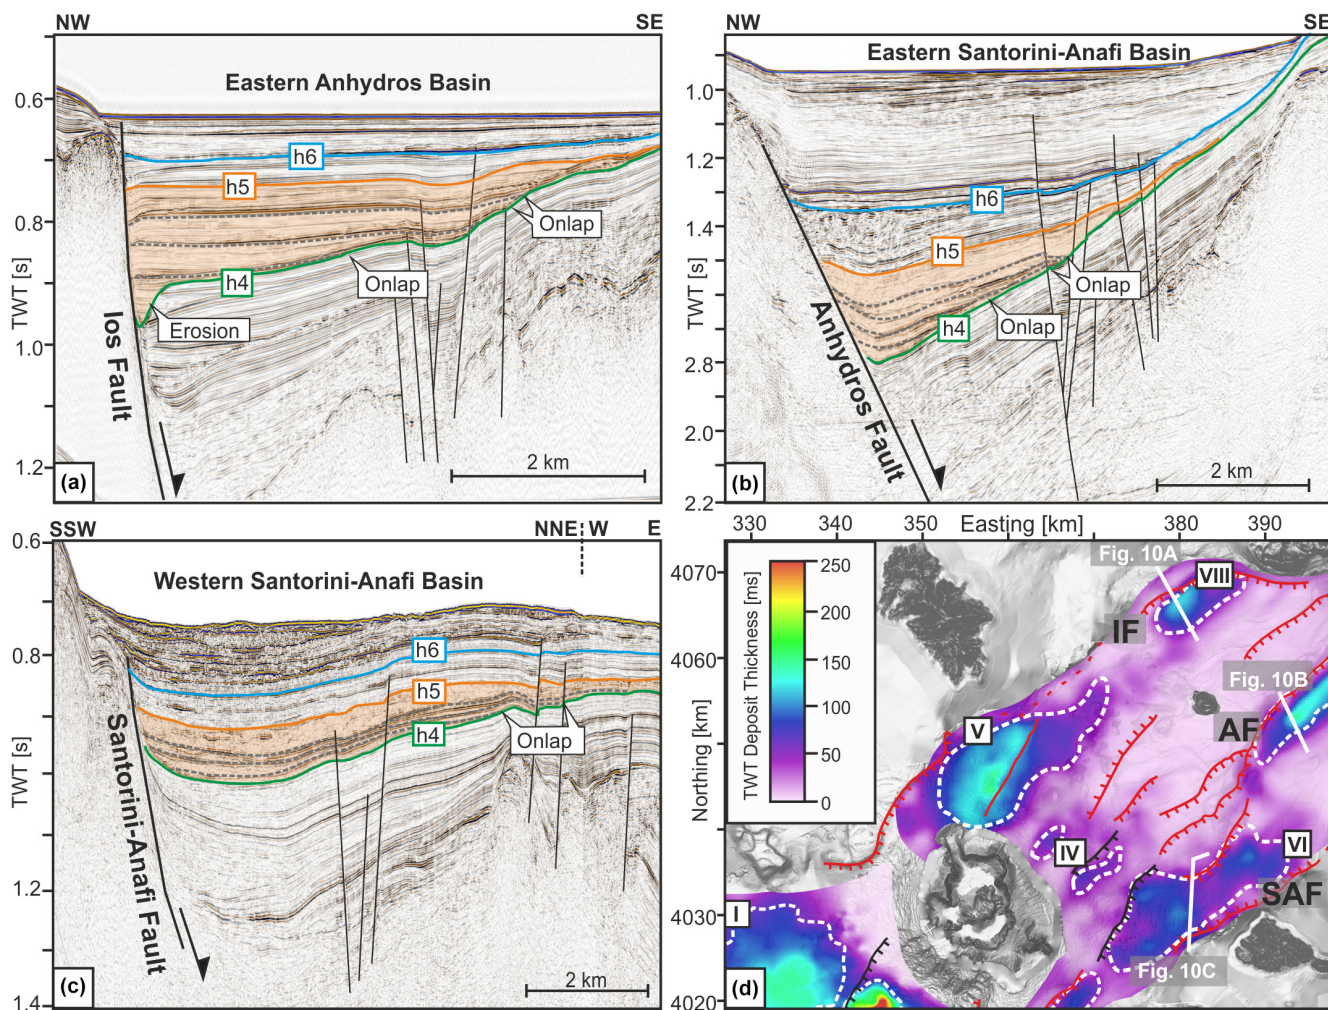 NW
SE
Eastern Anhydros Basin
0.6
0.8
1.0
1.2
TWT [s]
h6
h5
h4
Onlap
Onlap
Erosion
Ios Fault
2 km
(a)
NW
SE
Eastern Santorini-Anafi Basin
1.0
1.2
1.4
1.6
2.8
2.0
2.2
TWT [s]
h6
h5
h4
Onlap
Onlap
Anhydros Fault
2 km
(b)
SSW
NNE
W
E
Western Santorini-Anafi Basin
0.6
0.8
1.2
1.4
TWT [s]
h6
h5
h4
Onlap
Santorini-Anafi Fault
2 km
(c)
330
340
350
Easting [km]
380
390
4070
4060
4030
4020
Northing [km]
TWT Deposit Thickness [ms]
250
200
150
100
50
0
Fig. 10A
VIII
IF
Fig. 10B
AF
V
IV
VI
SAF
I
Fig. 10C
(d)